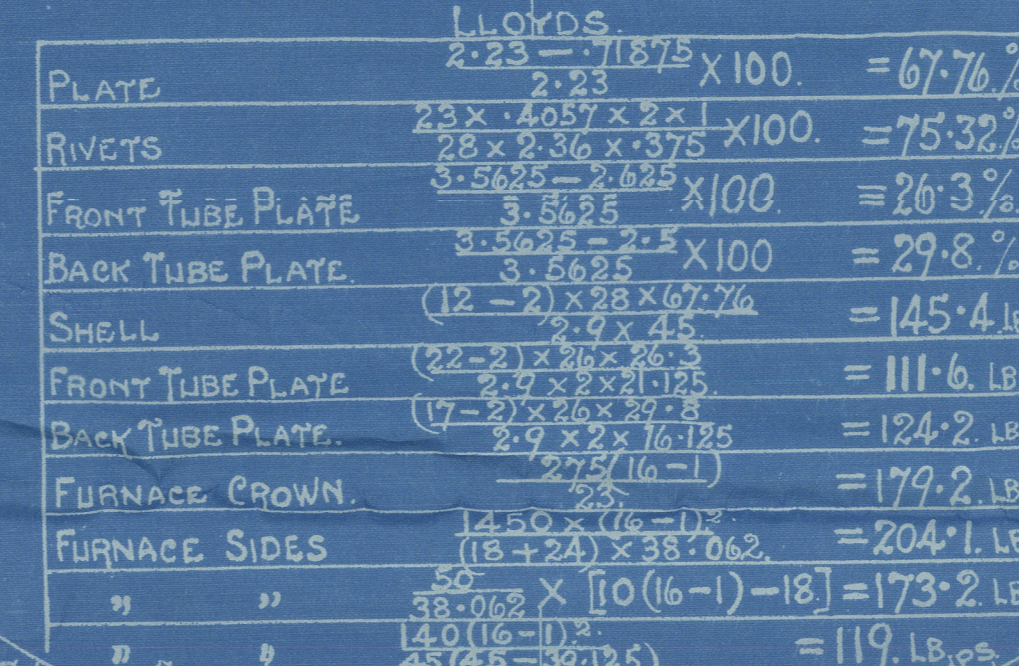 LLOYDS.
PLATE 2.23 - .71875 / 2.23 X 100. = 67.76.%
RIVETS 23 x .4057 x 2 x 1 / 28 x 2.36 x .375 X 100. = 75.32%
FRONT TUBE PLATE 3.5625 - 2.625 / 3.5625 X 100. = 26.3%
BACK TUBE PLATE. 3.5625 - 2.5 / 3.5625 X 100 = 29.8.%
SHELL (12 - 2) x 28 x 67.76 / 2.9 x 45. = 145.4 LB
FRONT TUBE PLATE (22-2) x 26 x 26.3 / 2.9 x 2 x 21.125. = 111.6. LB
BACK TUBE PLATE. (17-2) x 26 x 29.8 / 2.9 x 2 x 16.125 = 124.2. LB
FURNACE CROWN. 275(16-1) / 23. = 179.2. LB
FURNACE SIDES 1450 x (16-1)2. / (18+24) x 38.062. = 204.1. LB
" " 50 / 38.062 X [10(16-1)-18.] = 173.2. LB
" " 140(16-1)2. / 45(45-39.125) = 119. LB.PS.